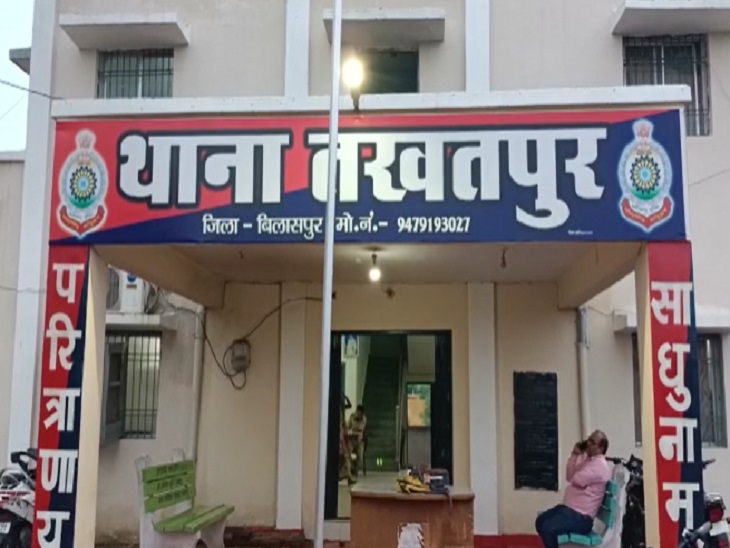 थाना तखतपुर
जिला - बिलासपुर मो.नं.- 9479193027
परित्राणाय
साधुनाम